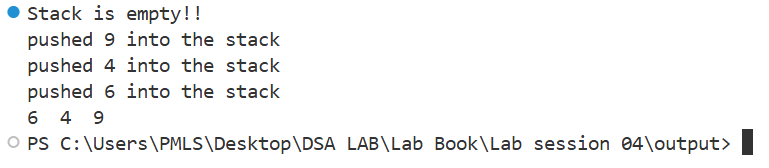 Stack is empty!!
pushed 9 into the stack
pushed 4 into the stack
pushed 6 into the stack
6  4  9
PS C:\Users\PMLS\Desktop\DSA LAB\Lab Book\Lab session 04\output>